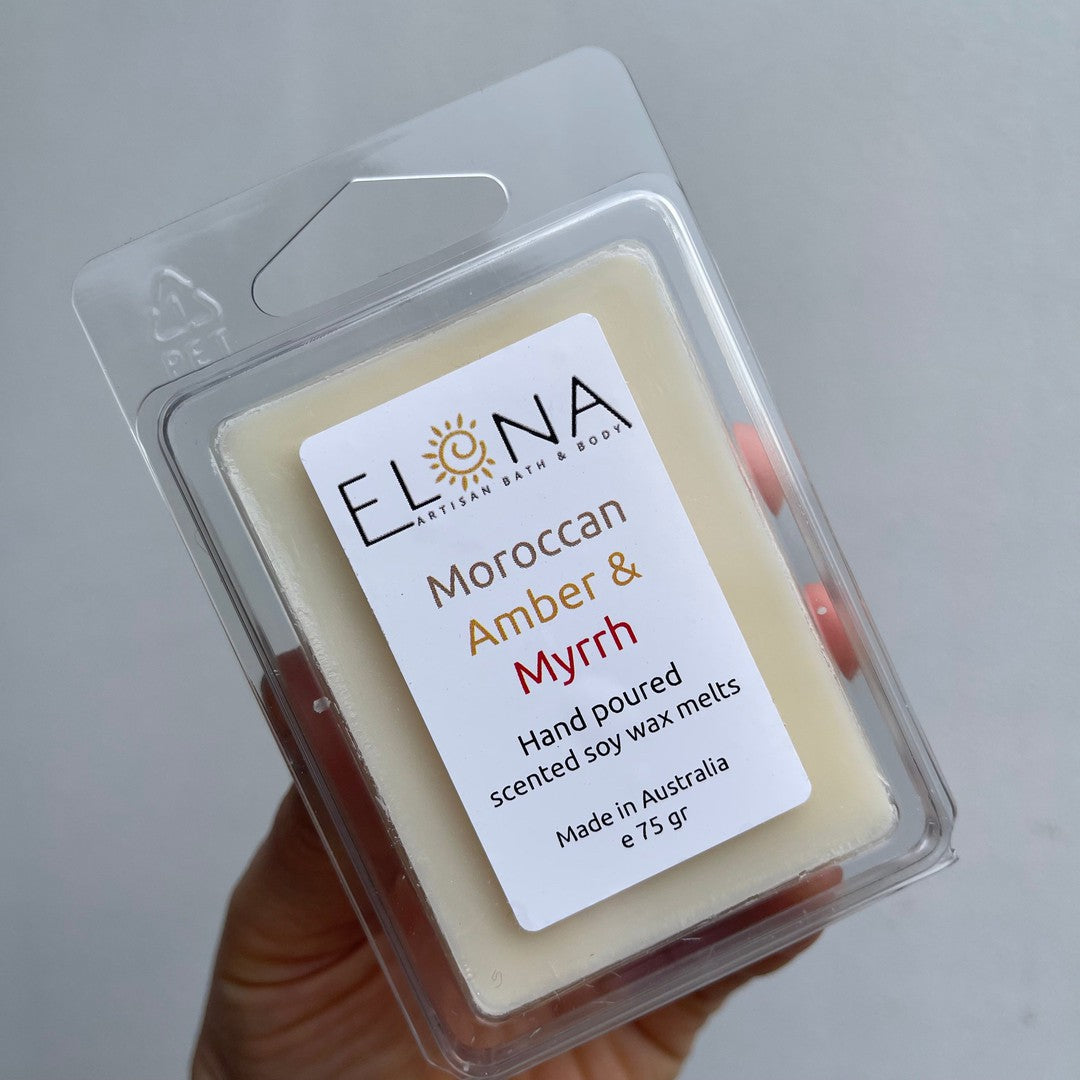 1
PET
ELONA
ARTISAN BATH & BODY
Moroccan
Amber &
Myrrh
Hand poured
scented soy wax melts
Made in Australia
e 75 gr